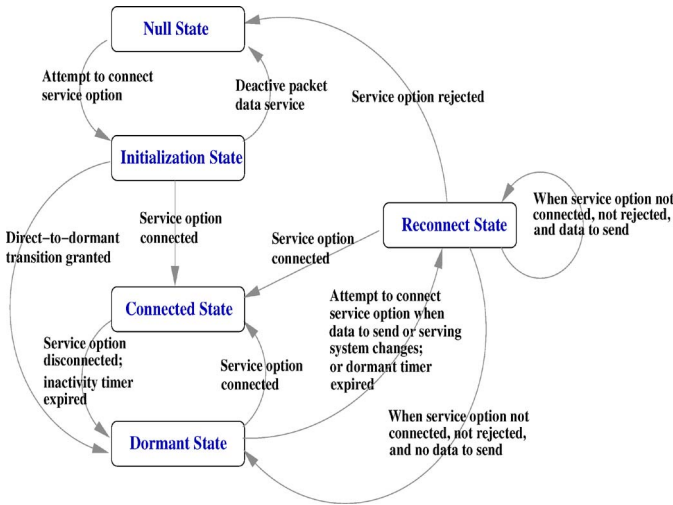 Null State
Attempt to connect
service option
Deactive packet
data service
Service option rejected
Initialization State
When service option not
connected, not rejected,
and data to send
Reconnect State
Service option
connected
Direct-to-dormant
transition granted
Service option
connected
Connected State
Attempt to connect
service option when
data to send or serving
system changes;
or dormant timer
expired
Service option
disconnected;
inactivity timer
expired
Service option
connected
When service option not
connected, not rejected,
and no data to send
Dormant State